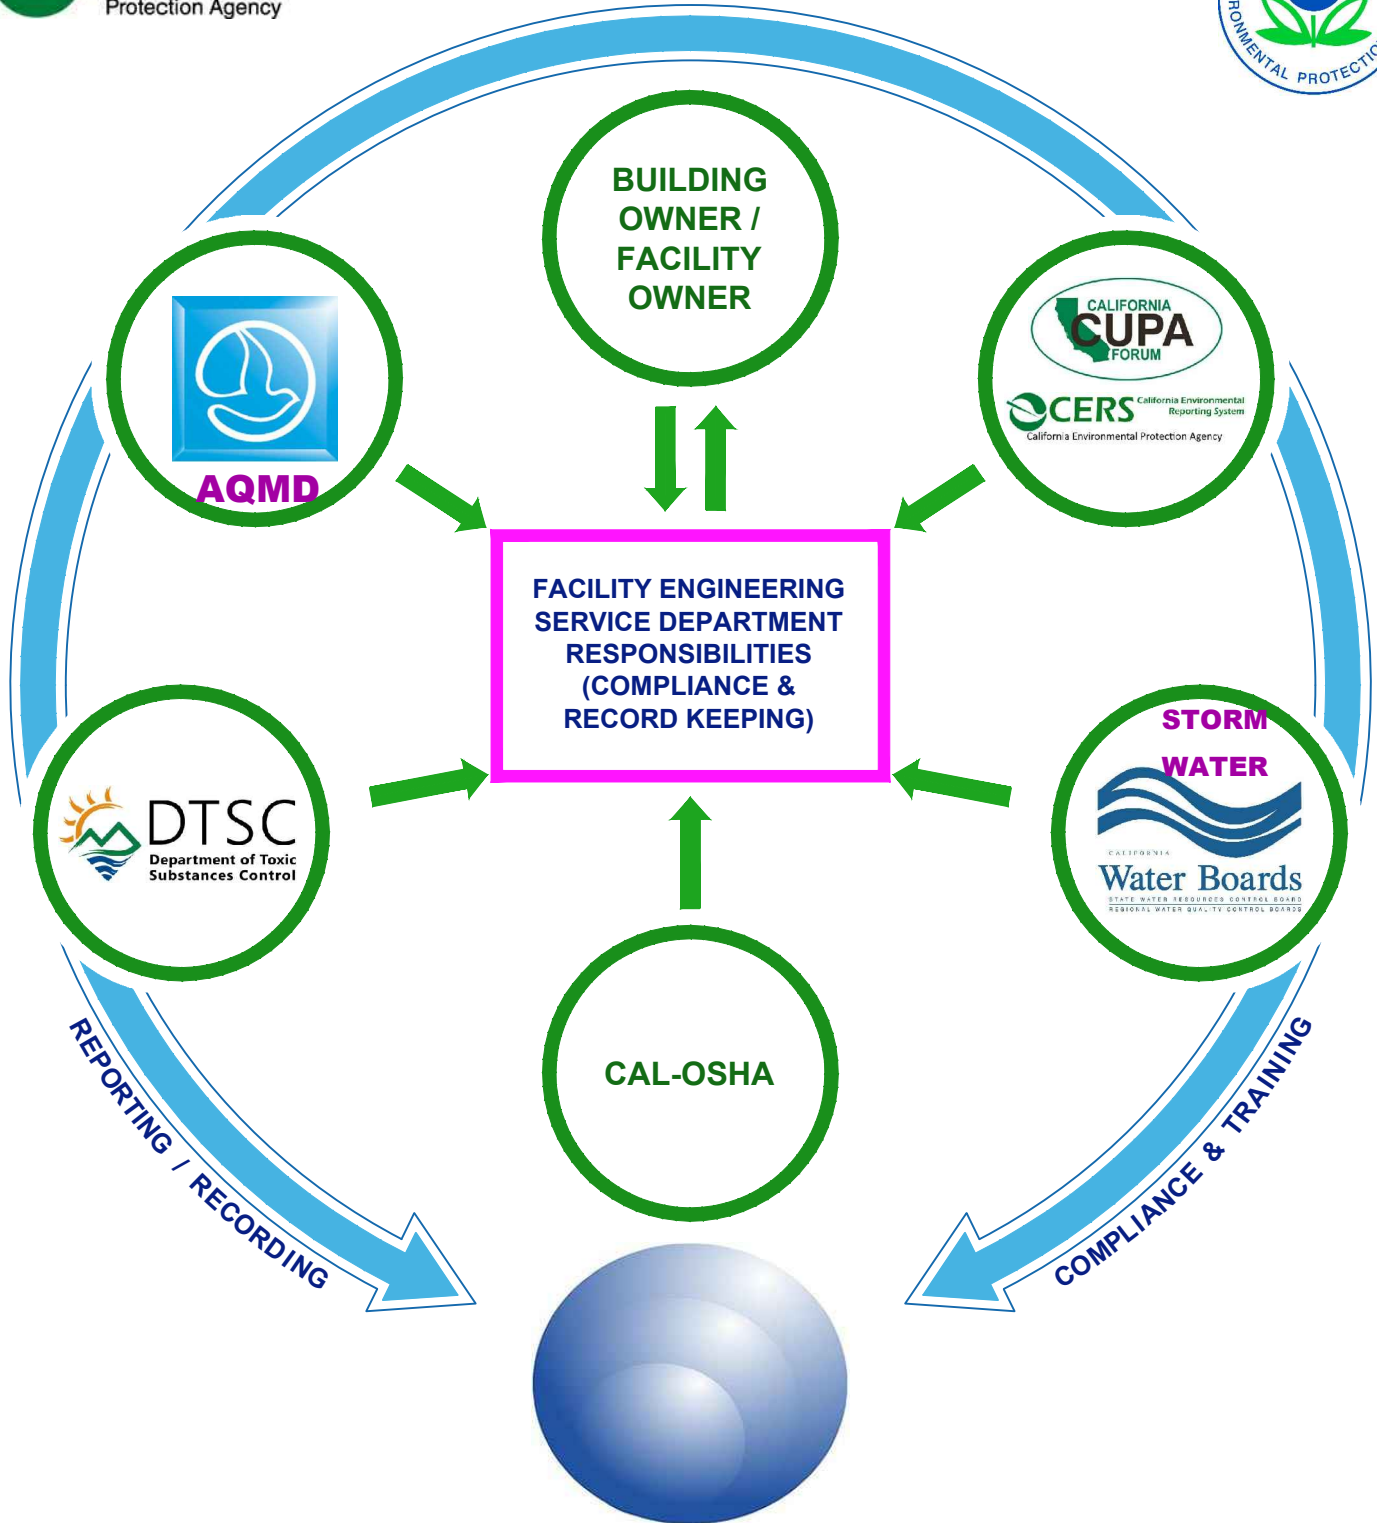 Protection Agency
RONMENTAL PROTECTION
BUILDING
OWNER /
FACILITY
OWNER
AQMD
CALIFORNIA
CUPA
FORUM
CERS California Environmental
Reporting System
California Environmental Protection Agency
FACILITY ENGINEERING
SERVICE DEPARTMENT
RESPONSIBILITIES
(COMPLIANCE &
RECORD KEEPING)
DTSC
Department of Toxic
Substances Control
STORM
WATER
CALIFORNIA
Water Boards
STATE WATER RESOURCES CONTROL BOARD
REGIONAL WATER QUALITY CONTROL BOARDS
CAL-OSHA
REPORTING / RECORDING
COMPLIANCE & TRAINING